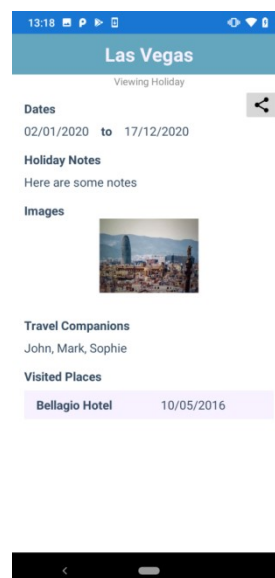 13:18
Las Vegas
Viewing Holiday
Dates
02/01/2020 to 17/12/2020
Holiday Notes
Here are some notes
Images
Travel Companions
John, Mark, Sophie
Visited Places
Bellagio Hotel 10/05/2016